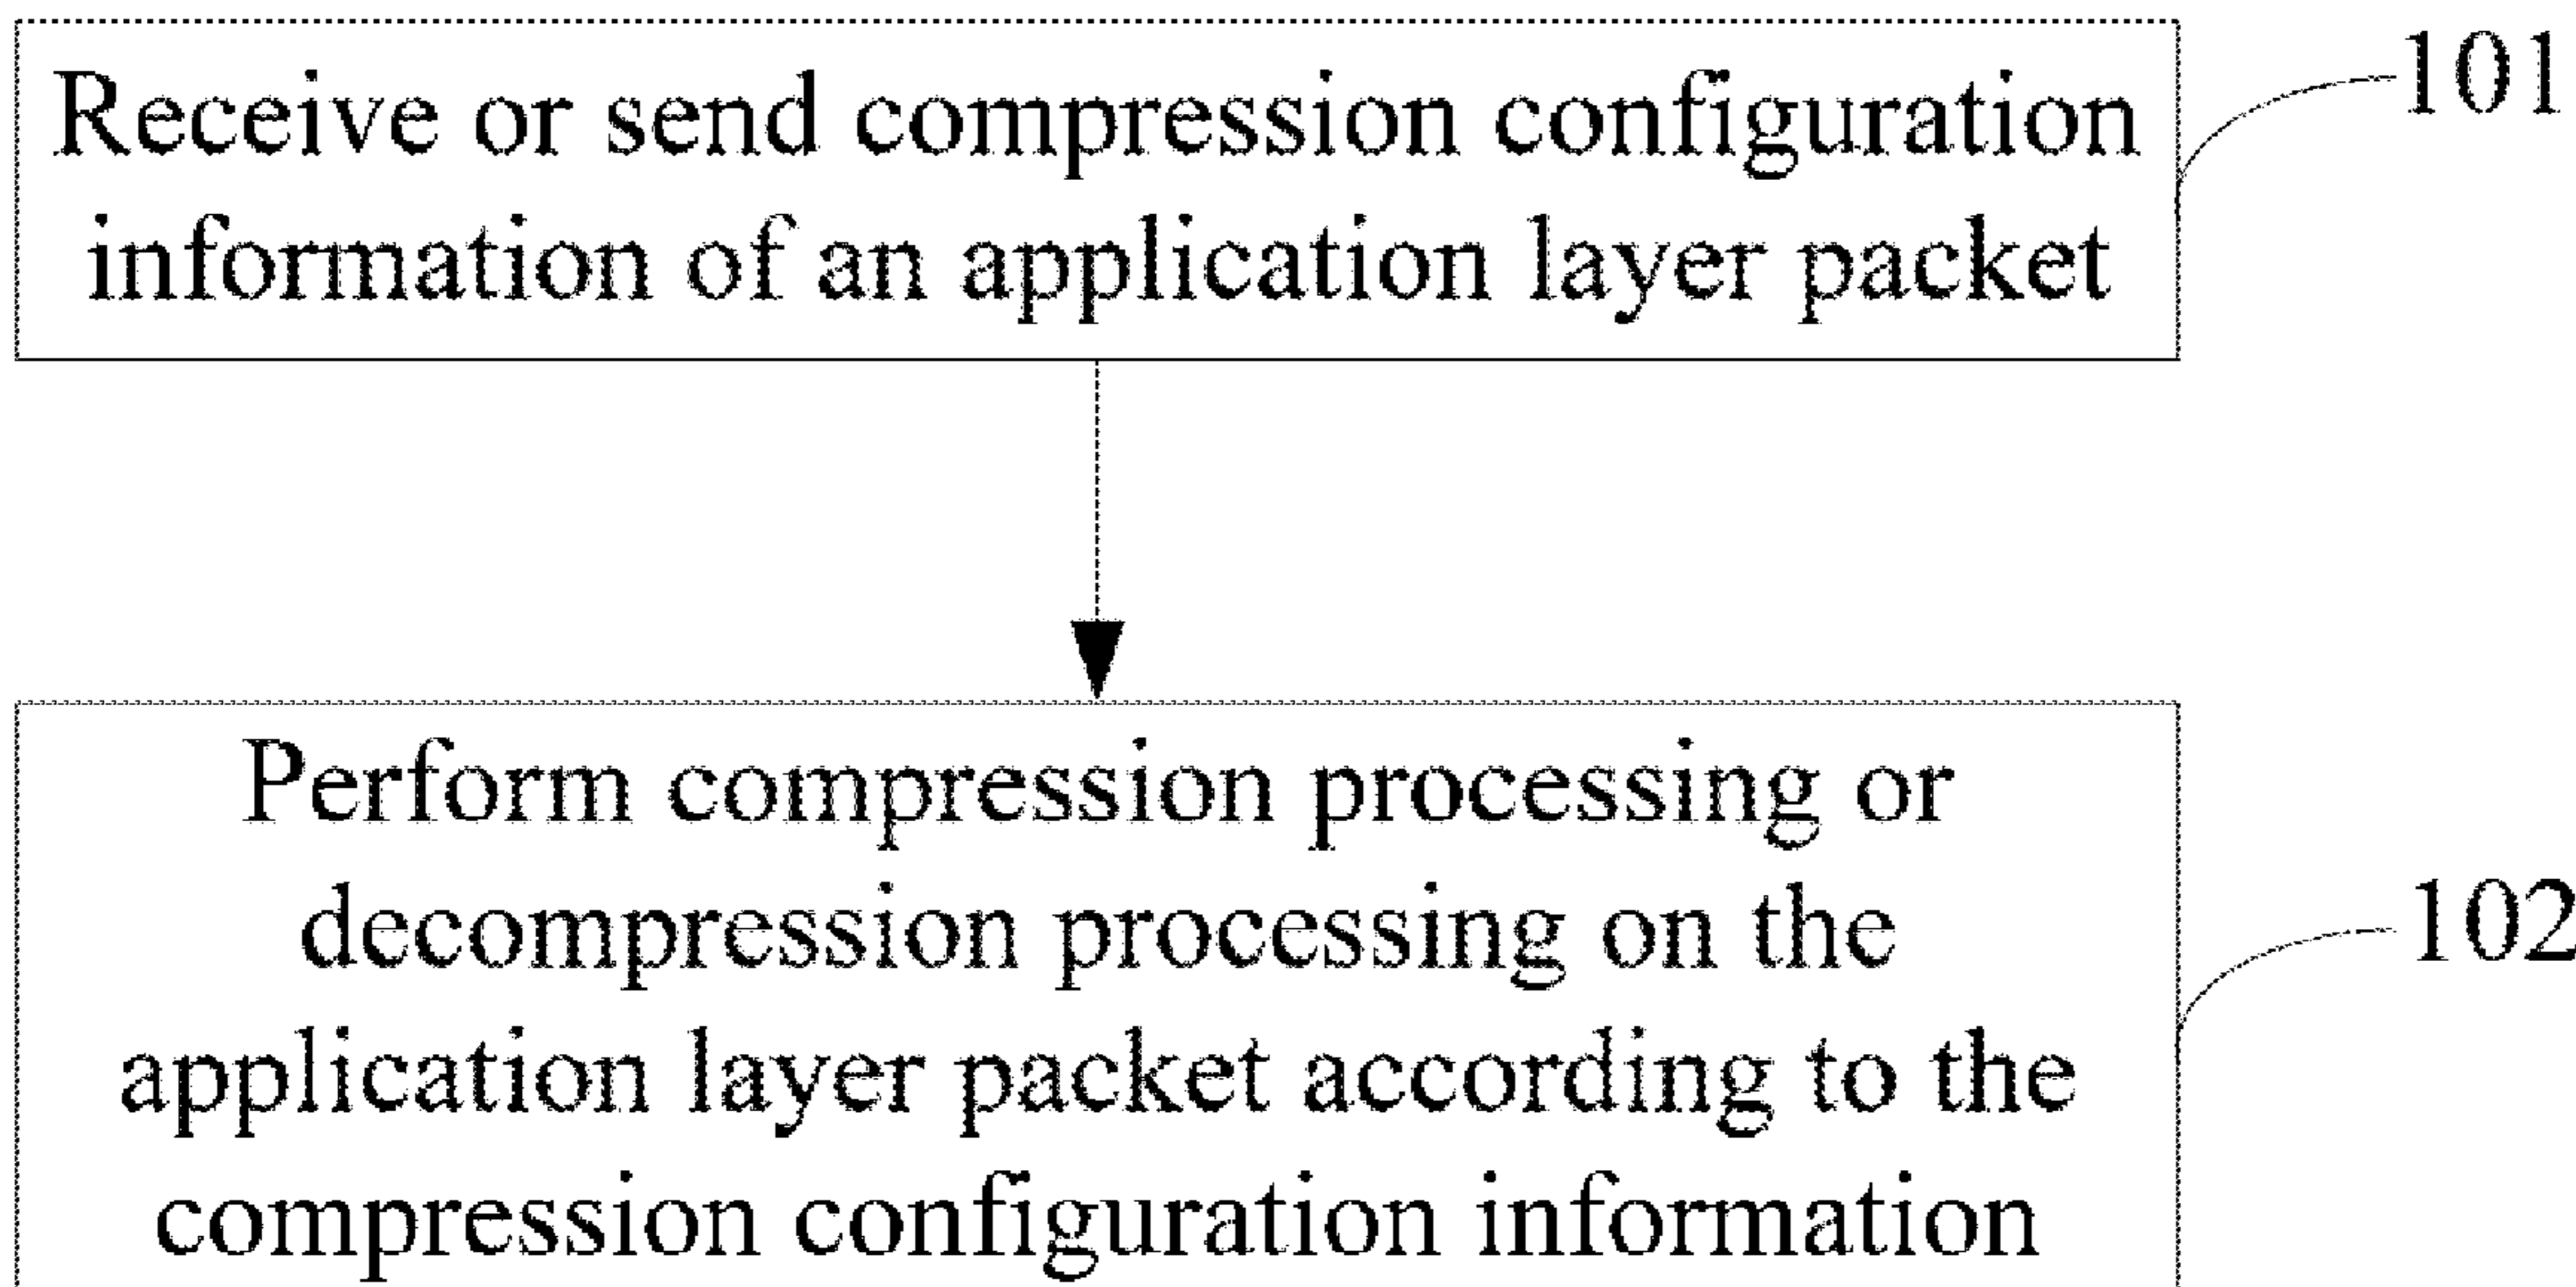 Receive or send compression configuration
information of an application layer packet
101
Perform compression processing or
decompression processing on the
application layer packet according to the
compression configuration information
102